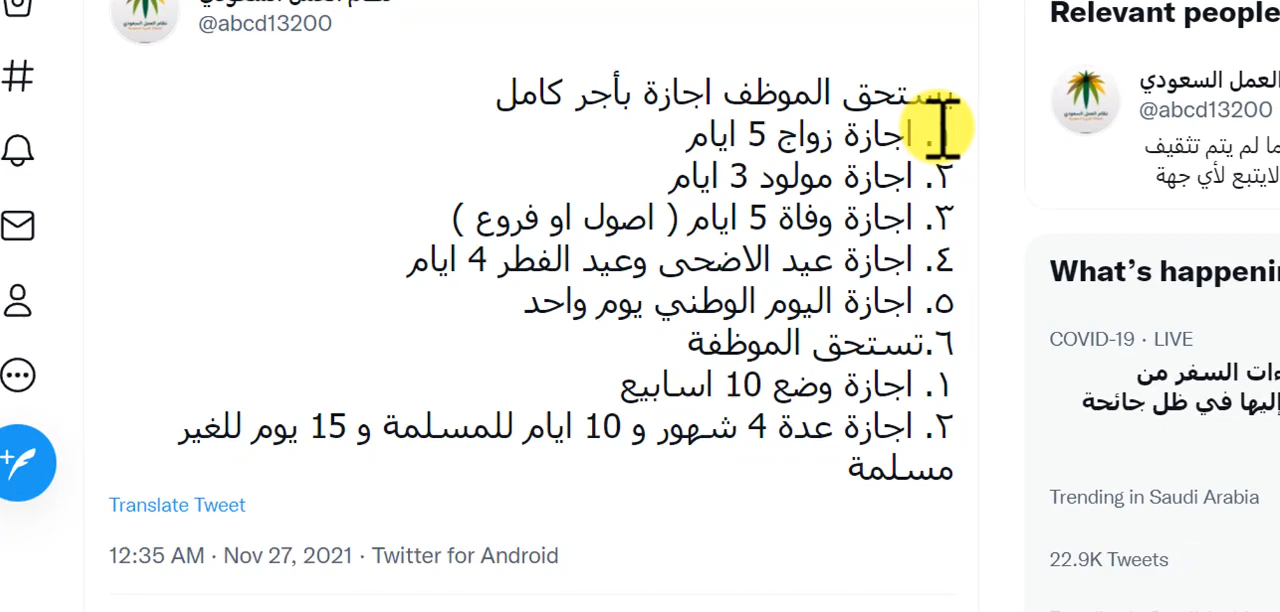 @abcd13200
يستحق الموظف اجازة بأجر كامل
١. اجازة زواج 5 ايام
٢. اجازة مولود 3 ايام
٣. اجازة وفاة 5 ايام ( اصول او فروع )
٤. اجازة عيد الاضحى وعيد الفطر 4 ايام
٥. اجازة اليوم الوطني يوم واحد
٦.تستحق الموظفة
١. اجازة وضع 10 اسابيع
٢. اجازة عدة 4 شهور و 10 ايام للمسلمة و 15 يوم للغير
مسلمة
Translate Tweet
12:35 AM · Nov 27, 2021 · Twitter for Android
Relevant people
العمل السعودي
@abcd13200
ما لم يتم تثقيف
لايتبع لأي جهة
What's happeni
COVID-19 · LIVE
ءات السفر من
إليها في ظل جائحة
Trending in Saudi Arabia
22.9K Tweets